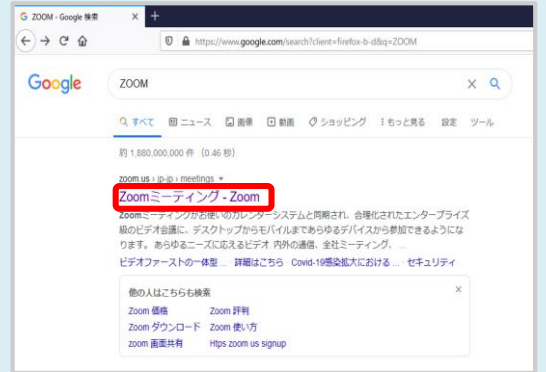 ZOOM - Google 検索
https://www.google.com/search?client=firefox-b-d&q=ZOOM
Google
ZOOM
すべて ニュース 画像 動画 ショッピング もっと見る 設定 ツール
約 1,880,000,000 件 (0.46 秒)
zoom.us › jp-jp › meetings
Zoomミーティング - Zoom
Zoomミーティングがお使いのカレンダーシステムと同期され、合理化されたエンタープライズ
級のビデオ会議に、デスクトップからモバイルまであらゆるデバイスから参加できるようにな
ります。 あらゆるニーズに応えるビデオ. 内外の通信、全社ミーティング、 ...
ビデオファーストの一体型 ... · 詳細はこちら · Covid-19感染拡大における ... · セキュリティ
他の人はこちらも検索
Zoom 価格 Zoom 評判
Zoom ダウンロード Zoom 使い方
zoom 画面共有 Https zoom us signup